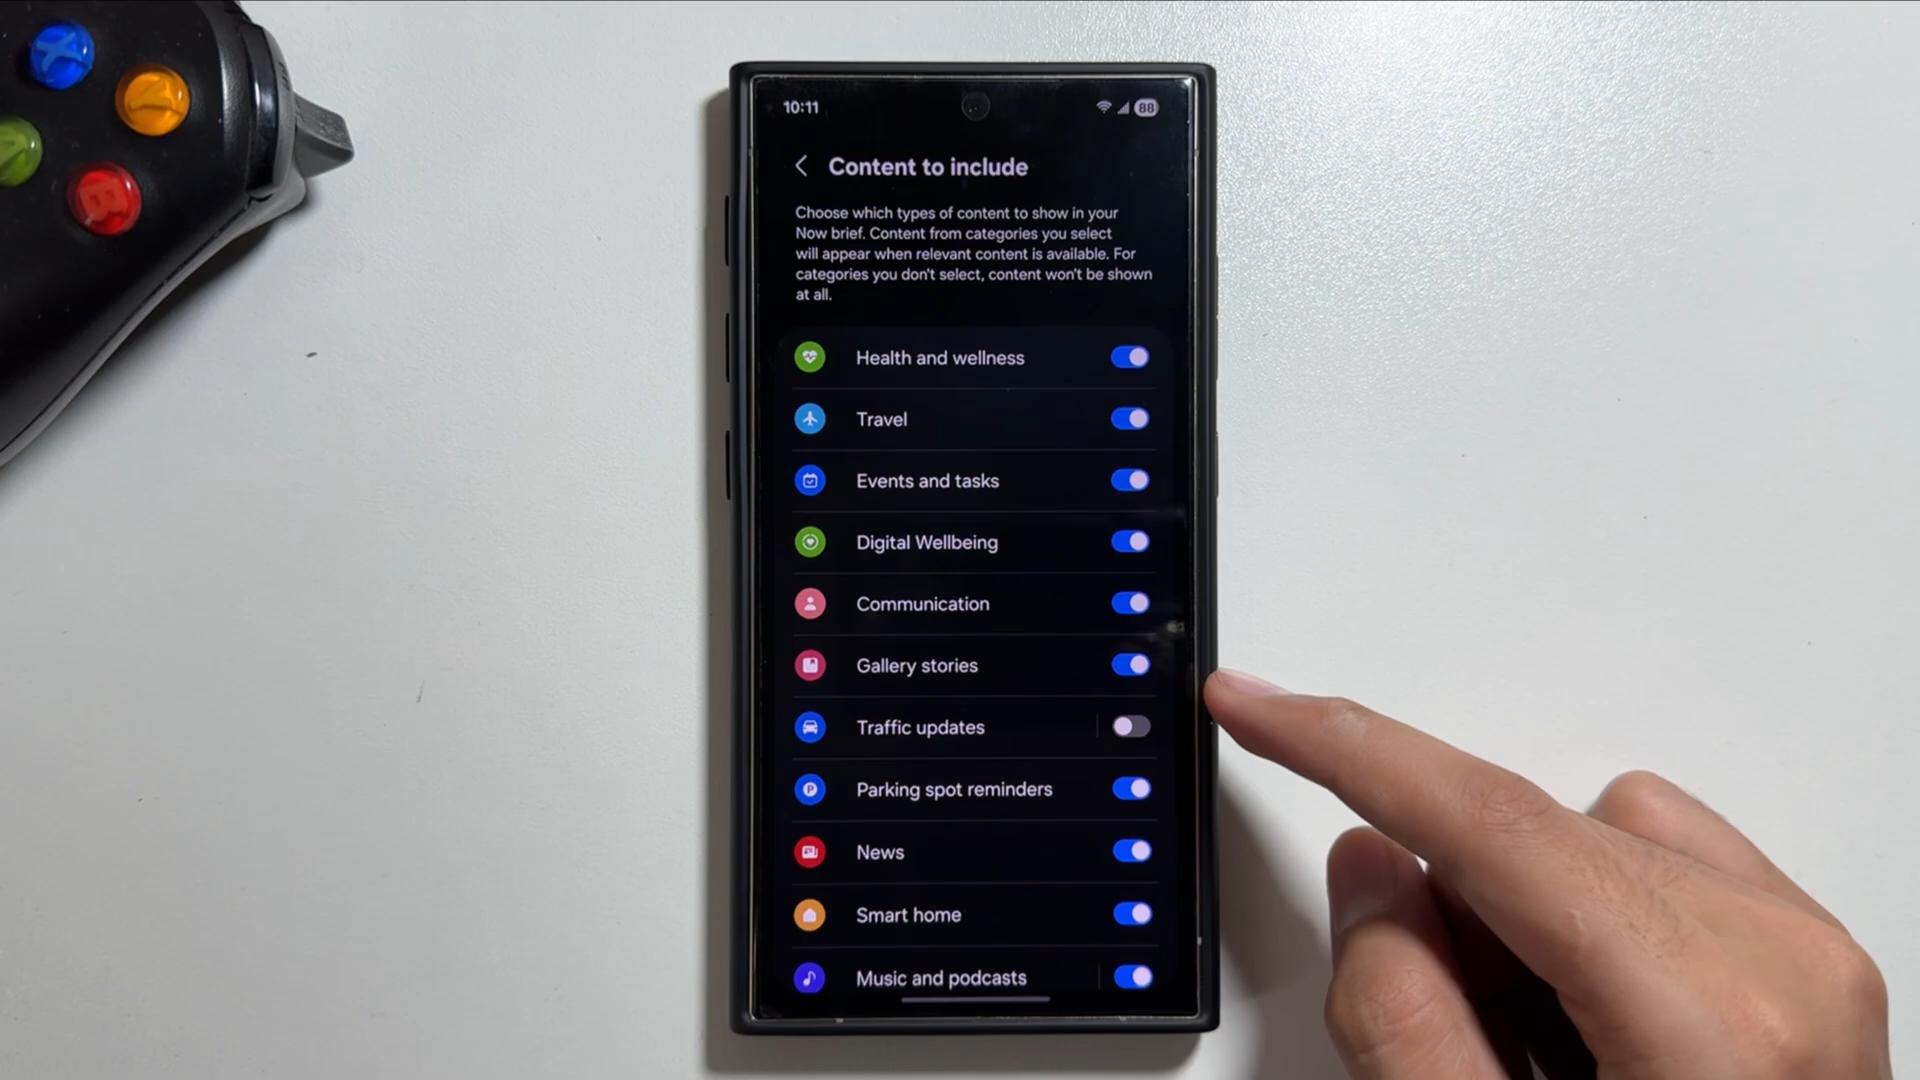 X
Y
A
B
10:11
88
Content to include
Choose which types of content to show in your
Now brief. Content from categories you select
will appear when relevant content is available. For
categories you don't select, content won't be shown
at all.
Health and wellness
Travel
Events and tasks
Digital Wellbeing
Communication
Gallery stories
Traffic updates
P
Parking spot reminders
News
Smart home
Music and podcasts